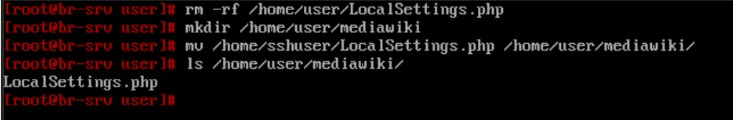 [root@br-srv user]# rm -rf /home/user/LocalSettings.php
[root@br-srv user]# mkdir /home/user/mediawiki
[root@br-srv user]# mv /home/sshuser/LocalSettings.php /home/user/mediawiki/
[root@br-srv user]# ls /home/user/mediawiki/
LocalSettings.php
[root@br-srv user]#